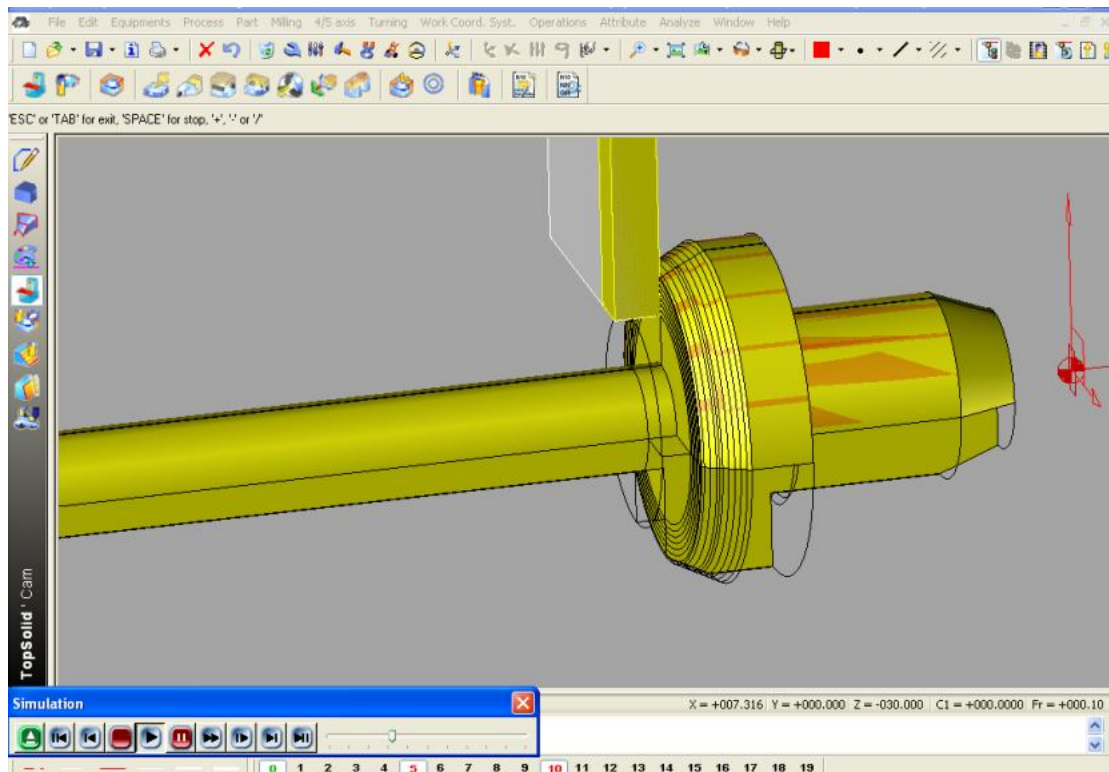 File Edit Equipments Process Part Milling 4/5 axis Turning Work Coord. Syst. Operations Attribute Analyze Window Help
'ESC' or 'TAB' for exit, 'SPACE' for stop, '+', '-' or '/'
TopSolid'Cam
Simulation
X = +007.316 Y = +000.000 Z = -030.000 C1 = +000.0000 Fr = +000.10
0 1 2 3 4 5 6 7 8 9 10 11 12 13 14 15 16 17 18 19